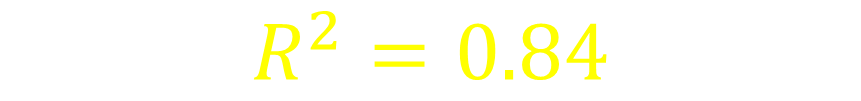 R² = 0.84